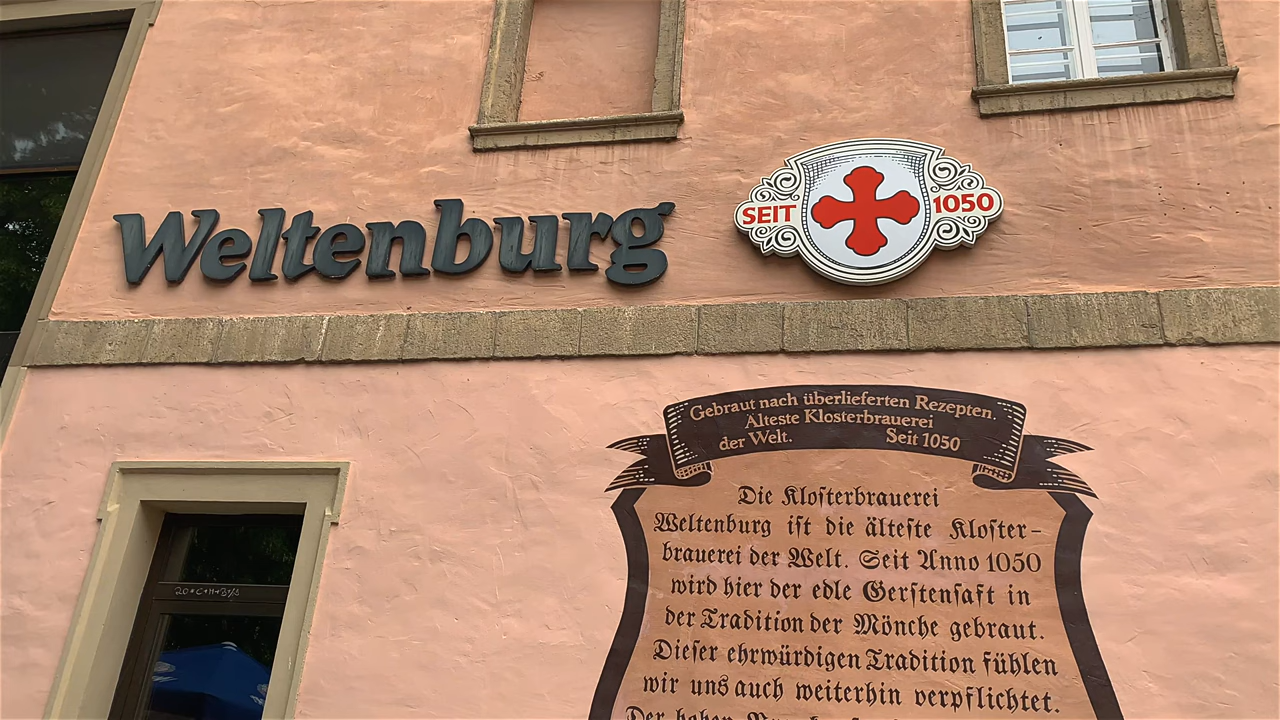 Weltenburg
SEIT 1050
Gebraut nach überlieferten Rezepten.
Älteste Klosterbrauerei
der Welt. Seit 1050
Die Kloſterbrauerei
Weltenburg iſt die älteſte Kloſter-
brauerei der Welt. Seit Anno 1050
wird hier der edle Gerſtenſaft in
der Tradition der Mönche gebraut.
Dieſer ehrwürdigen Tradition fühlen
wir uns auch weiterhin verpflichtet.
Der hohen